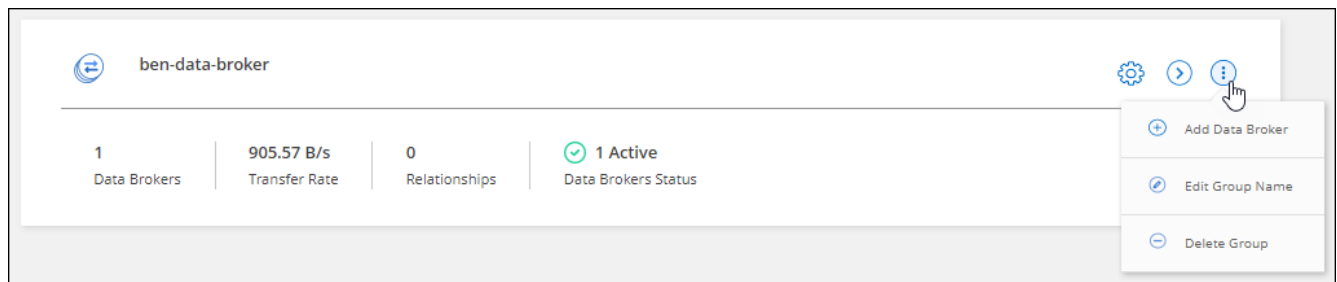 ben-data-broker
1
Data Brokers
905.57 B/s
Transfer Rate
0
Relationships
1 Active
Data Brokers Status
Add Data Broker
Edit Group Name
Delete Group